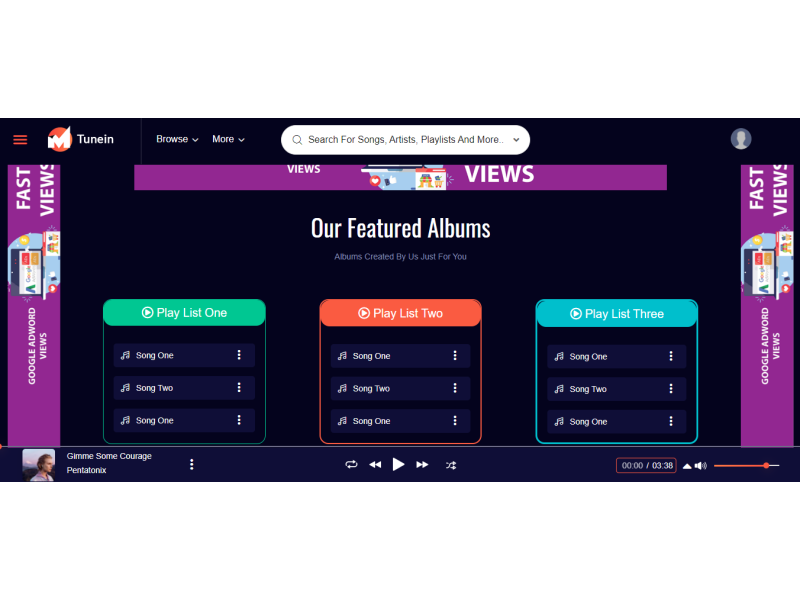 Tunein
Browse
More
Search For Songs, Artists, Playlists And More..
VIEWS
VIEWS
FAST
VIEWS
GOOGLE ADWORD
VIEWS
FAST
VIEWS
GOOGLE ADWORD
VIEWS
Our Featured Albums
Albums Created By Us Just For You
Play List One
Song One
Song Two
Song One
Play List Two
Song One
Song Two
Song One
Play List Three
Song One
Song Two
Song One
Gimme Some Courage
Pentatonix
00:00 / 03:38